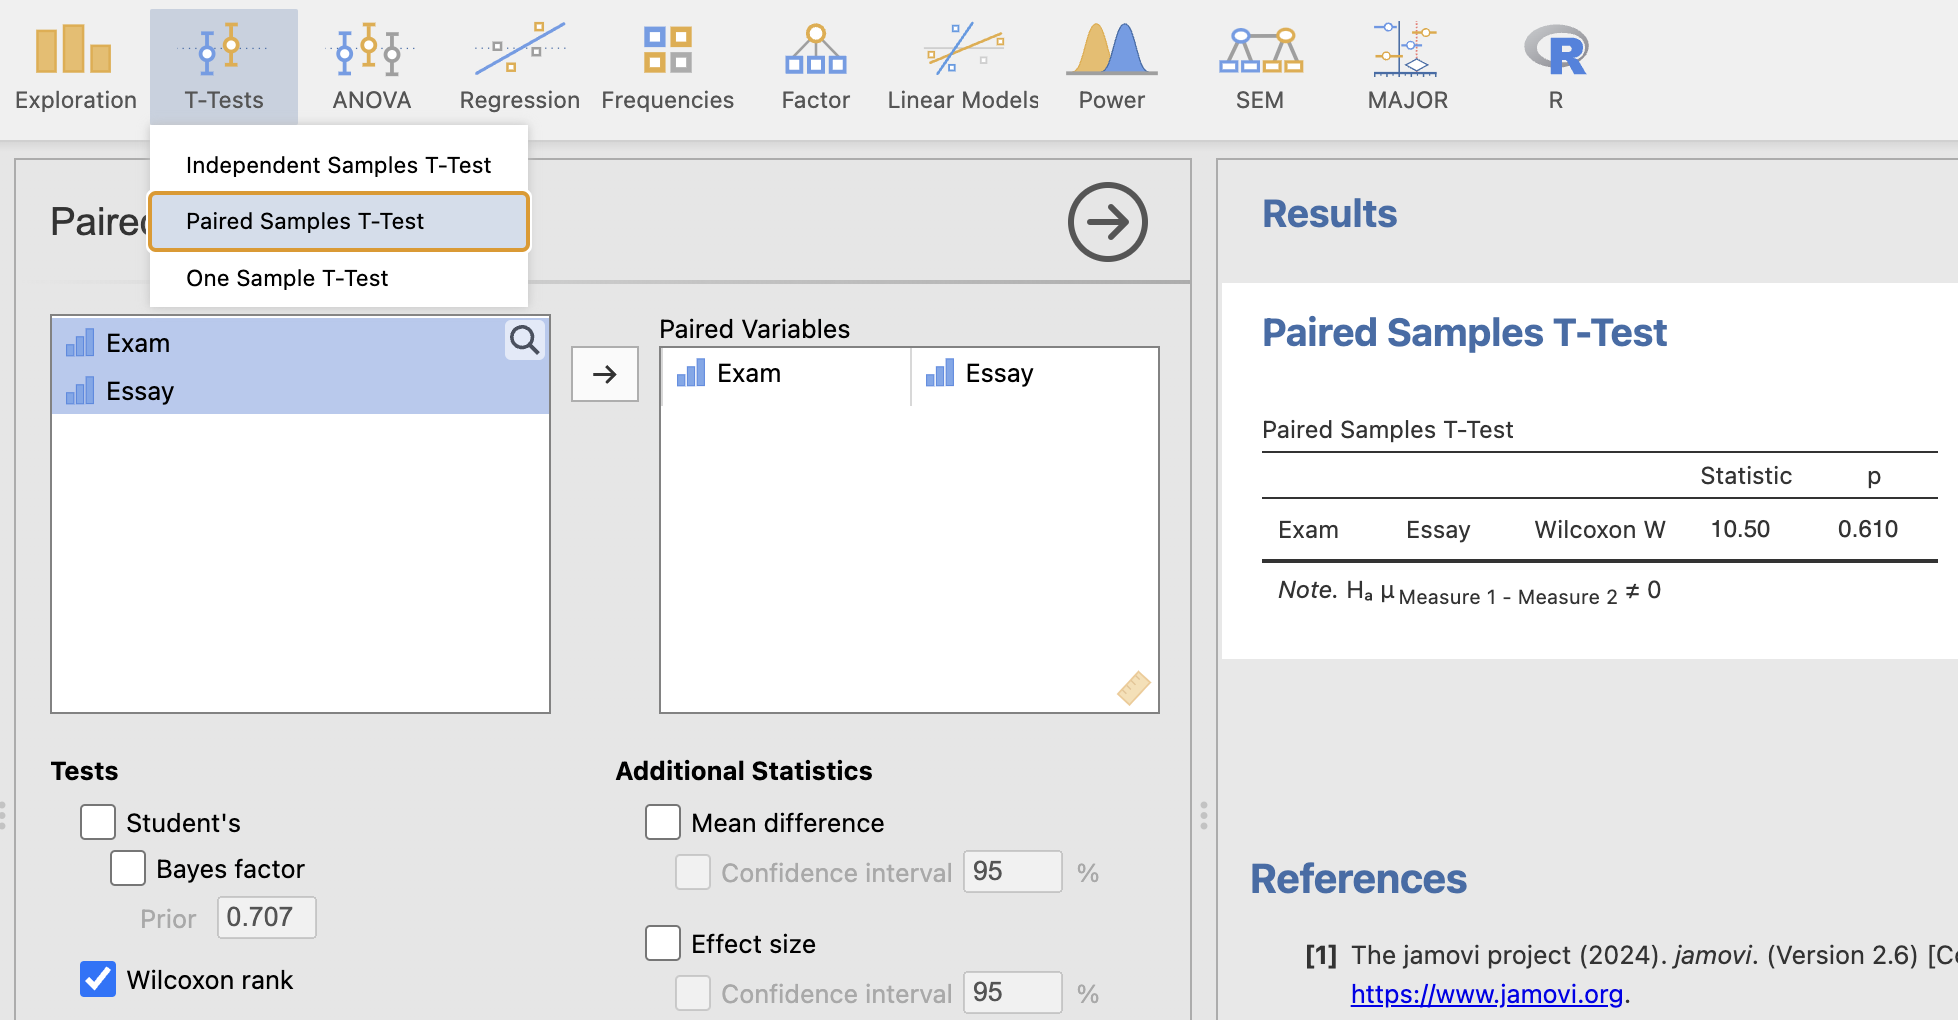 Exploration T-Tests ANOVA Regression Frequencies Factor Linear Models Power SEM MAJOR R
Independent Samples T-Test
Paired Samples T-Test
One Sample T-Test
Paired
Exam
Essay
Paired Variables
Exam Essay
Tests
Student's
Bayes factor
Prior 0.707
Wilcoxon rank
Additional Statistics
Mean difference
Confidence interval 95 %
Effect size
Confidence interval 95 %
Results
Paired Samples T-Test
Paired Samples T-Test
Statistic p
Exam Essay Wilcoxon W 10.50 0.610
Note. Hₐ μ Measure 1 - Measure 2 ≠ 0
References
[1] The jamovi project (2024). jamovi. (Version 2.6) [Co
https://www.jamovi.org.